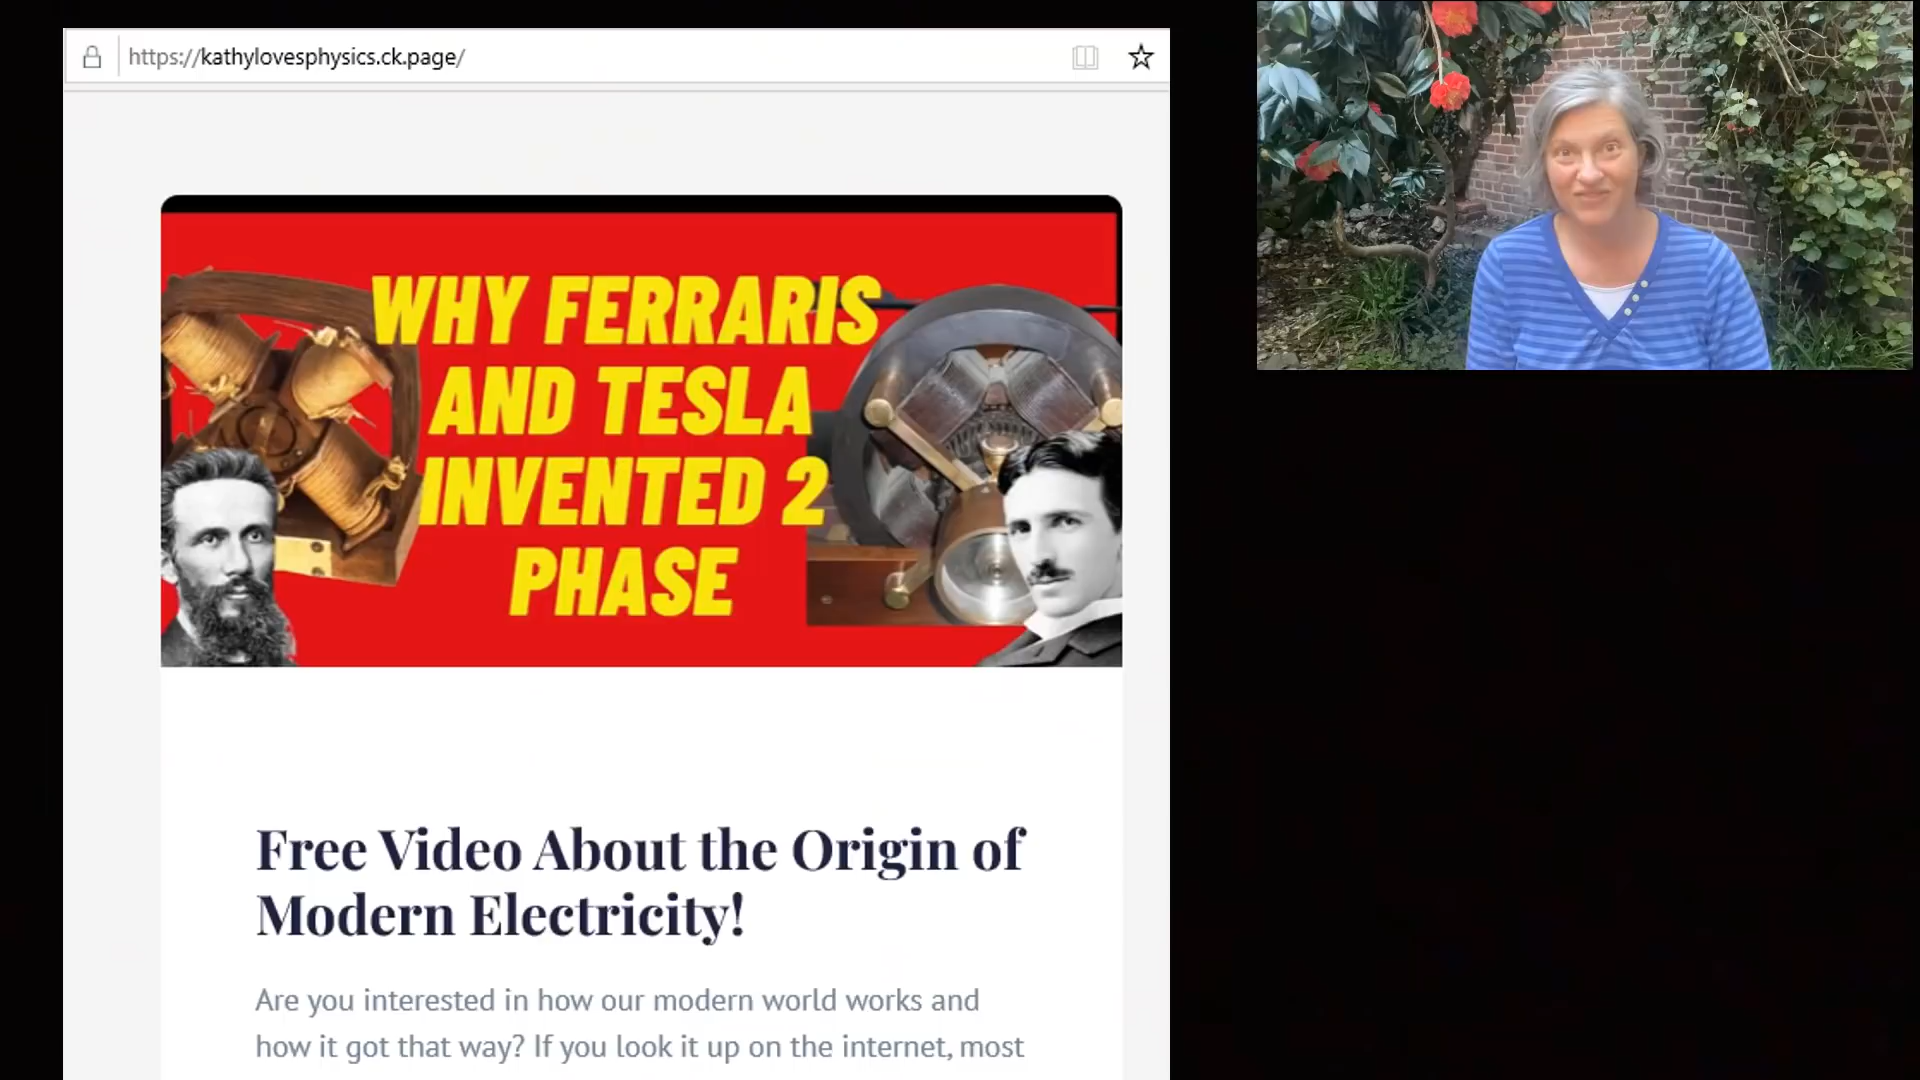 https://kathylovesphysics.ck.page/
WHY FERRARIS
AND TESLA
INVENTED 2
PHASE
Free Video About the Origin of
Modern Electricity!
Are you interested in how our modern world works and
how it got that way? If you look it up on the internet, most